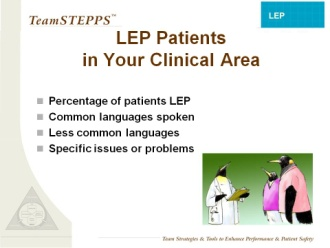 TeamSTEPPS™
LEP
LEP Patients
in Your Clinical Area
Percentage of patients LEP
Common languages spoken
Less common languages
Specific issues or problems
Team Strategies & Tools to Enhance Performance & Patient Safety